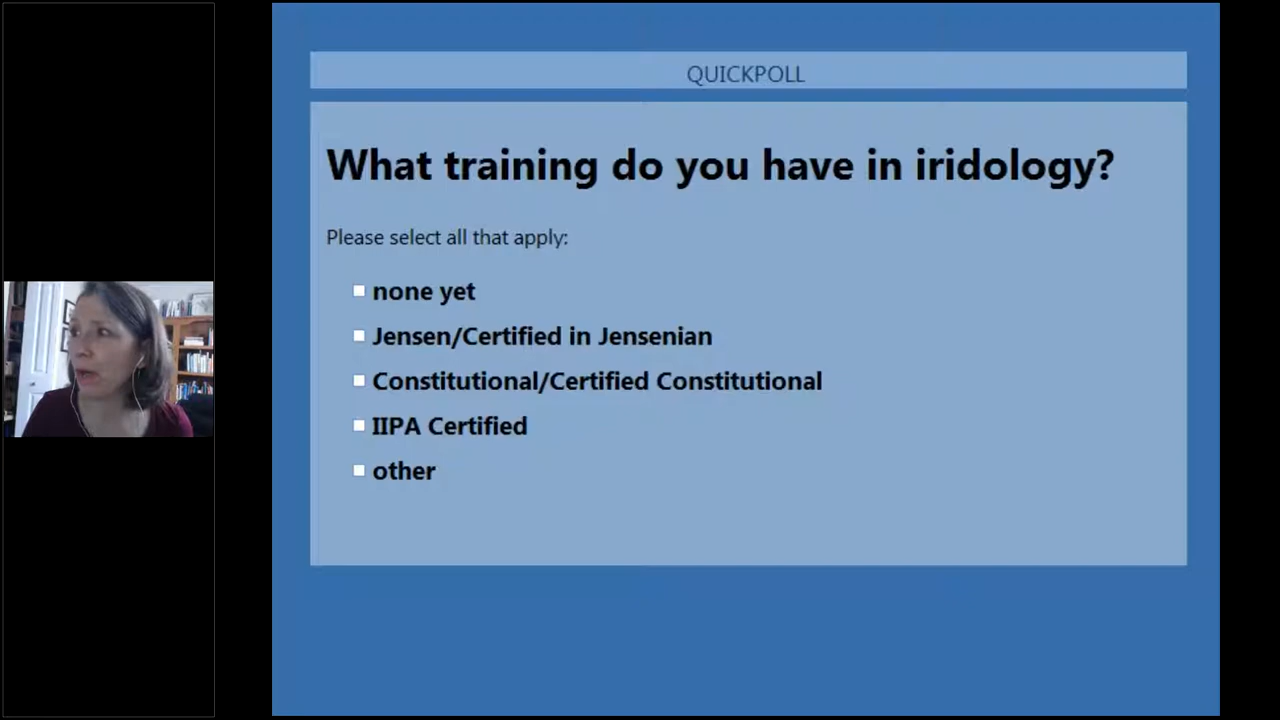 QUICKPOLL
What training do you have in iridology?
Please select all that apply:
none yet
Jensen/Certified in Jensenian
Constitutional/Certified Constitutional
IIPA Certified
other